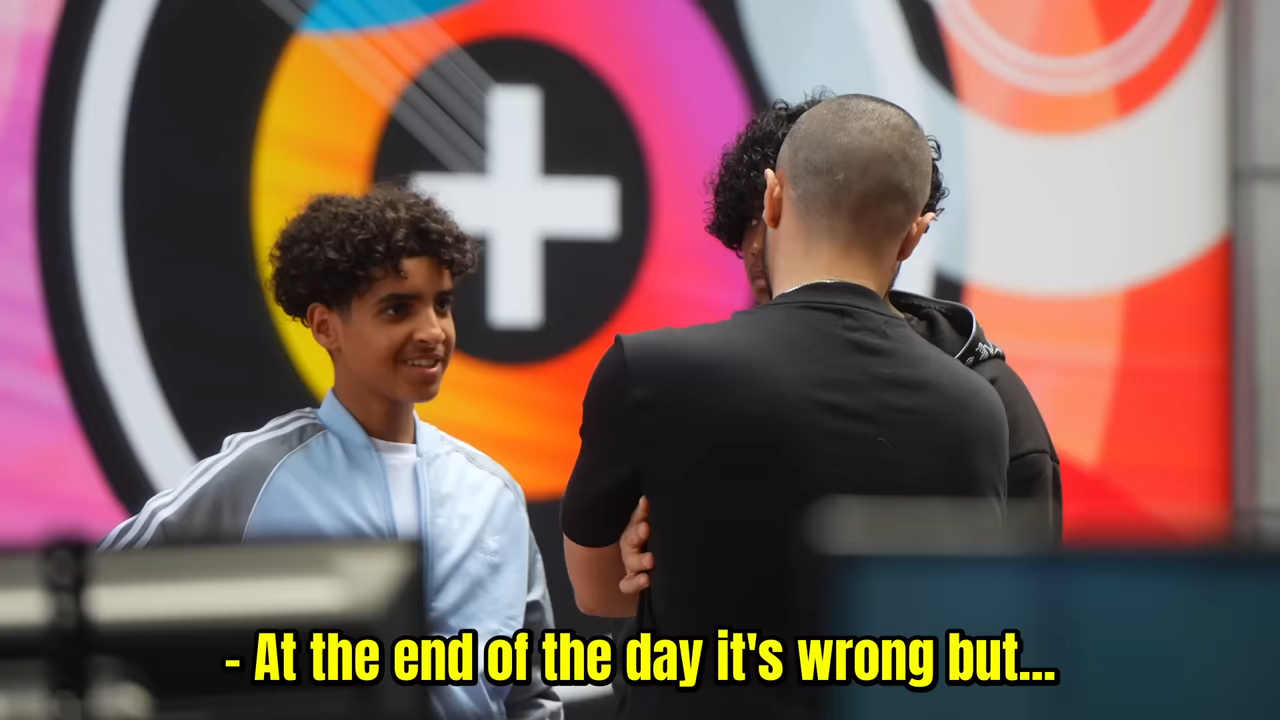 - At the end of the day it's wrong but...